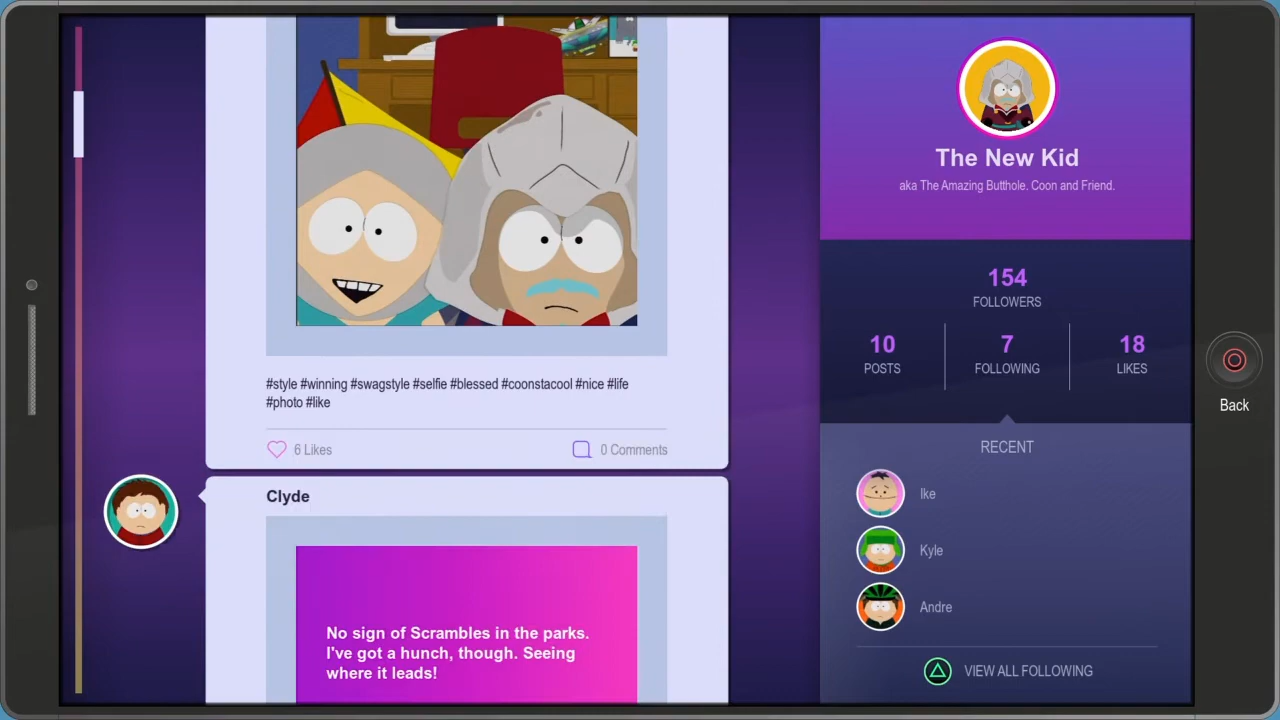 #style #winning #swagstyle #selfie #blessed #coonstacool #nice #life
#photo #like
6 Likes
0 Comments
Clyde
No sign of Scrambles in the parks.
I've got a hunch, though. Seeing
where it leads!
The New Kid
aka The Amazing Butthole. Coon and Friend.
154
FOLLOWERS
10
POSTS
7
FOLLOWING
18
LIKES
RECENT
Ike
Kyle
Andre
VIEW ALL FOLLOWING
Back